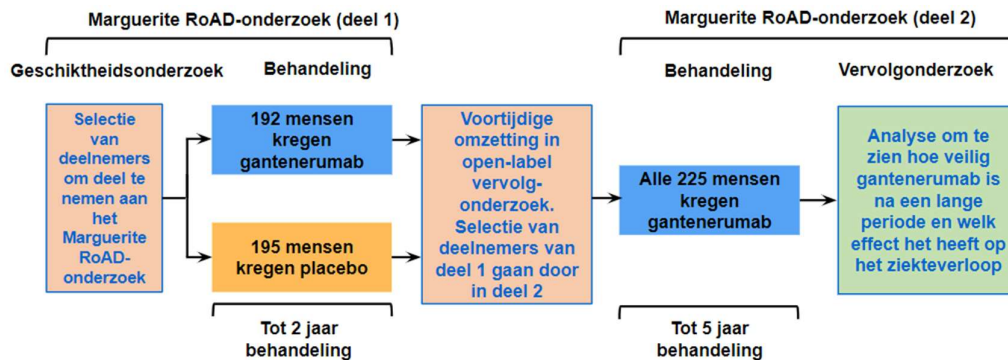 Marguerite RoAD-onderzoek (deel 1)
Marguerite RoAD-onderzoek (deel 2)
Geschiktheidsonderzoek
Behandeling
Behandeling
Vervolgonderzoek
Selectie
van
deelnemers
om deel te
nemen aan
het
Marguerite
RoAD-
onderzoek
192 mensen
kregen
gantenerumab
195 mensen
kregen placebo
Voortijdige
omzetting in
open-label
vervolg-
onderzoek.
Selectie van
deelnemers van
deel 1 gaan door
in deel 2
Alle 225 mensen
kregen
gantenerumab
Analyse om te
zien hoe veilig
gantenerumab is
na een lange
periode en welk
effect het heeft op
het ziekteverloop
Tot 2 jaar
behandeling
Tot 5 jaar
behandeling